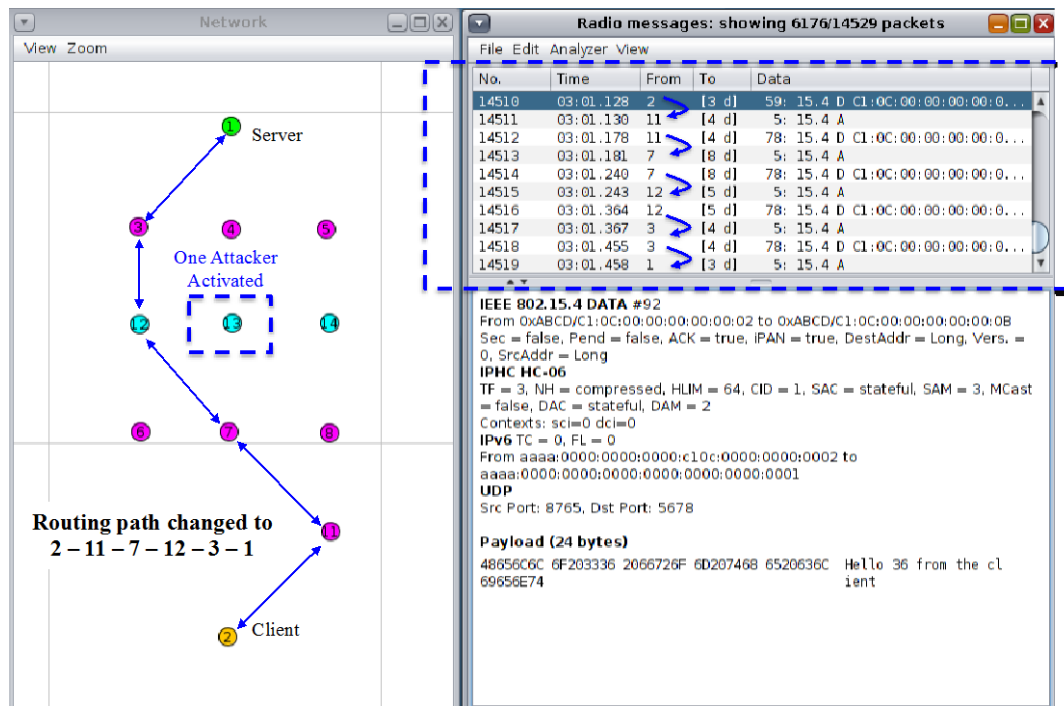 Network
View Zoom
1
Server
3
4
5
One Attacker
Activated
12
13
14
6
7
8
Routing path changed to
2 – 11 – 7 – 12 – 3 – 1
11
2
Client
Radio messages: showing 6176/14529 packets
File Edit Analyzer View
No. Time From To Data
14510 03:01.128 2 [3 d] 59: 15.4 D C1:0C:00:00:00:00:0...
14511 03:01.130 11 [4 d] 5: 15.4 A
14512 03:01.178 11 [4 d] 78: 15.4 D C1:0C:00:00:00:00:0...
14513 03:01.181 7 [8 d] 5: 15.4 A
14514 03:01.240 7 [8 d] 78: 15.4 D C1:0C:00:00:00:00:0...
14515 03:01.243 12 [5 d] 5: 15.4 A
14516 03:01.364 12 [5 d] 78: 15.4 D C1:0C:00:00:00:00:0...
14517 03:01.367 3 [4 d] 5: 15.4 A
14518 03:01.455 3 [4 d] 78: 15.4 D C1:0C:00:00:00:00:0...
14519 03:01.458 1 [3 d] 5: 15.4 A
IEEE 802.15.4 DATA #92
From 0xABCD/C1:0C:00:00:00:00:00:02 to 0xABCD/C1:0C:00:00:00:00:00:0B
Sec = false, Pend = false, ACK = true, iPAN = true, DestAddr = Long, Vers. =
0, SrcAddr = Long
IPHC HC-06
TF = 3, NH = compressed, HLIM = 64, CID = 1, SAC = stateful, SAM = 3, MCast
= false, DAC = stateful, DAM = 2
Contexts: sci=0 dci=0
IPv6 TC = 0, FL = 0
From aaaa:0000:0000:0000:c10c:0000:0000:0002 to
aaaa:0000:0000:0000:0000:0000:0000:0001
UDP
Src Port: 8765, Dst Port: 5678
Payload (24 bytes)
48656C6C 6F203336 2066726F 6D207468 6520636C Hello 36 from the cl
69656E74 ient